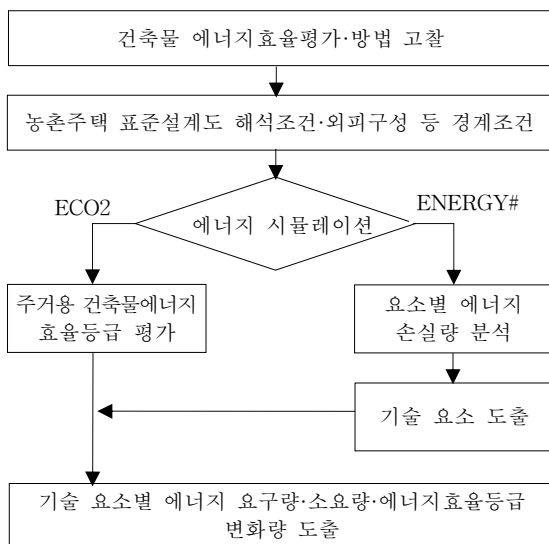 건축물 에너지효율평가·방법 고찰
농촌주택 표준설계도 해석조건·외피구성 등 경계조건
ECO2
ENERGY#
에너지 시뮬레이션
주거용 건축물에너지
효율등급 평가
요소별 에너지
손실량 분석
기술 요소 도출
기술 요소별 에너지 요구량·소요량·에너지효율등급
변화량 도출